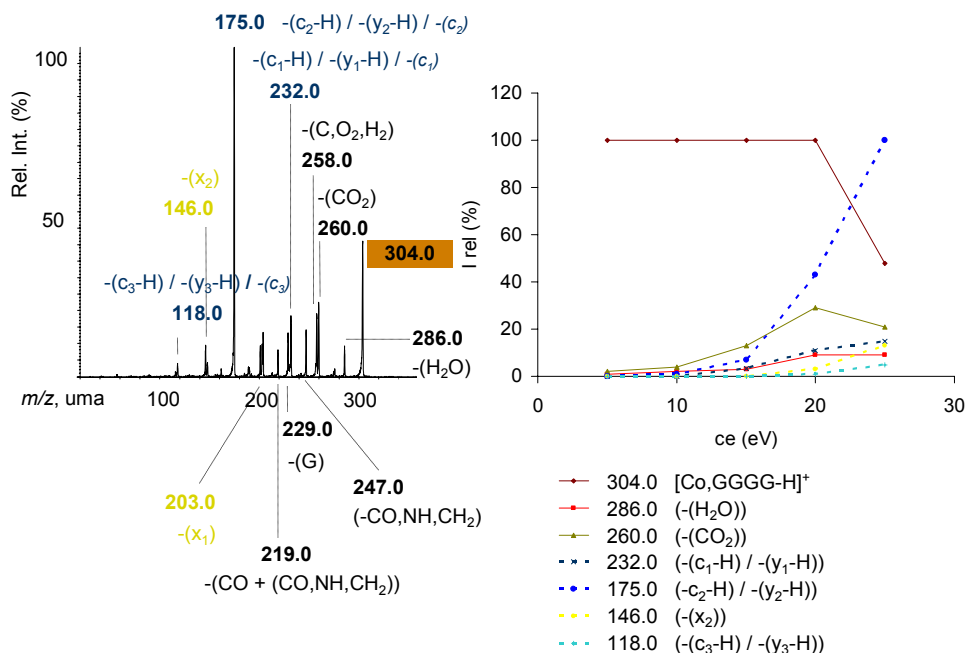 175.0 -(c₂-H) / -(y₂-H) / -(c₂)
-(c₁-H) / -(y₁-H) / -(c₁)
232.0
-(C,O₂,H₂)
258.0
-(CO₂)
260.0
304.0
-(x₂)
146.0
-(c₃-H) / -(y₃-H) / -(c₃)
118.0
286.0
-(H₂O)
Rel. Int. (%)
100
50
m/z, uma 100 200 300
229.0
-(G)
247.0
(-CO,NH,CH₂)
203.0
-(x₁)
219.0
-(CO + (CO,NH,CH₂))
I rel (%)
120
100
80
60
40
20
0
0 10 20 30
ce (eV)
304.0 [Co,GGGG-H]⁺
286.0 (-(H₂O))
260.0 (-(CO₂))
232.0 (-(c₁-H) / -(y₁-H))
175.0 (-c₂-H) / -(y₂-H))
146.0 (-(x₂))
118.0 (-(c₃-H) / -(y₃-H))